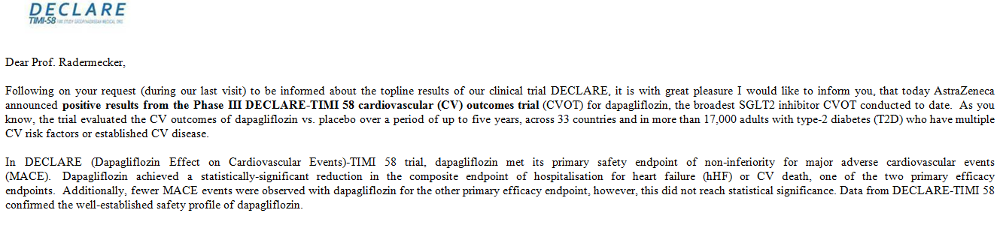 DECLARE
TIMI-58
Dear Prof. Radermecker,
Following on your request (during our last visit) to be informed about the topline results of our clinical trial DECLARE, it is with great pleasure I would like to inform you, that today AstraZeneca
announced positive results from the Phase III DECLARE-TIMI 58 cardiovascular (CV) outcomes trial (CVOT) for dapagliflozin, the broadest SGLT2 inhibitor CVOT conducted to date. As you
know, the trial evaluated the CV outcomes of dapagliflozin vs. placebo over a period of up to five years, across 33 countries and in more than 17,000 adults with type-2 diabetes (T2D) who have multiple
CV risk factors or established CV disease.
In DECLARE (Dapagliflozin Effect on Cardiovascular Events)-TIMI 58 trial, dapagliflozin met its primary safety endpoint of non-inferiority for major adverse cardiovascular events
(MACE). Dapagliflozin achieved a statistically-significant reduction in the composite endpoint of hospitalisation for heart failure (hHF) or CV death, one of the two primary efficacy
endpoints. Additionally, fewer MACE events were observed with dapagliflozin for the other primary efficacy endpoint, however, this did not reach statistical significance. Data from DECLARE-TIMI 58
confirmed the well-established safety profile of dapagliflozin.